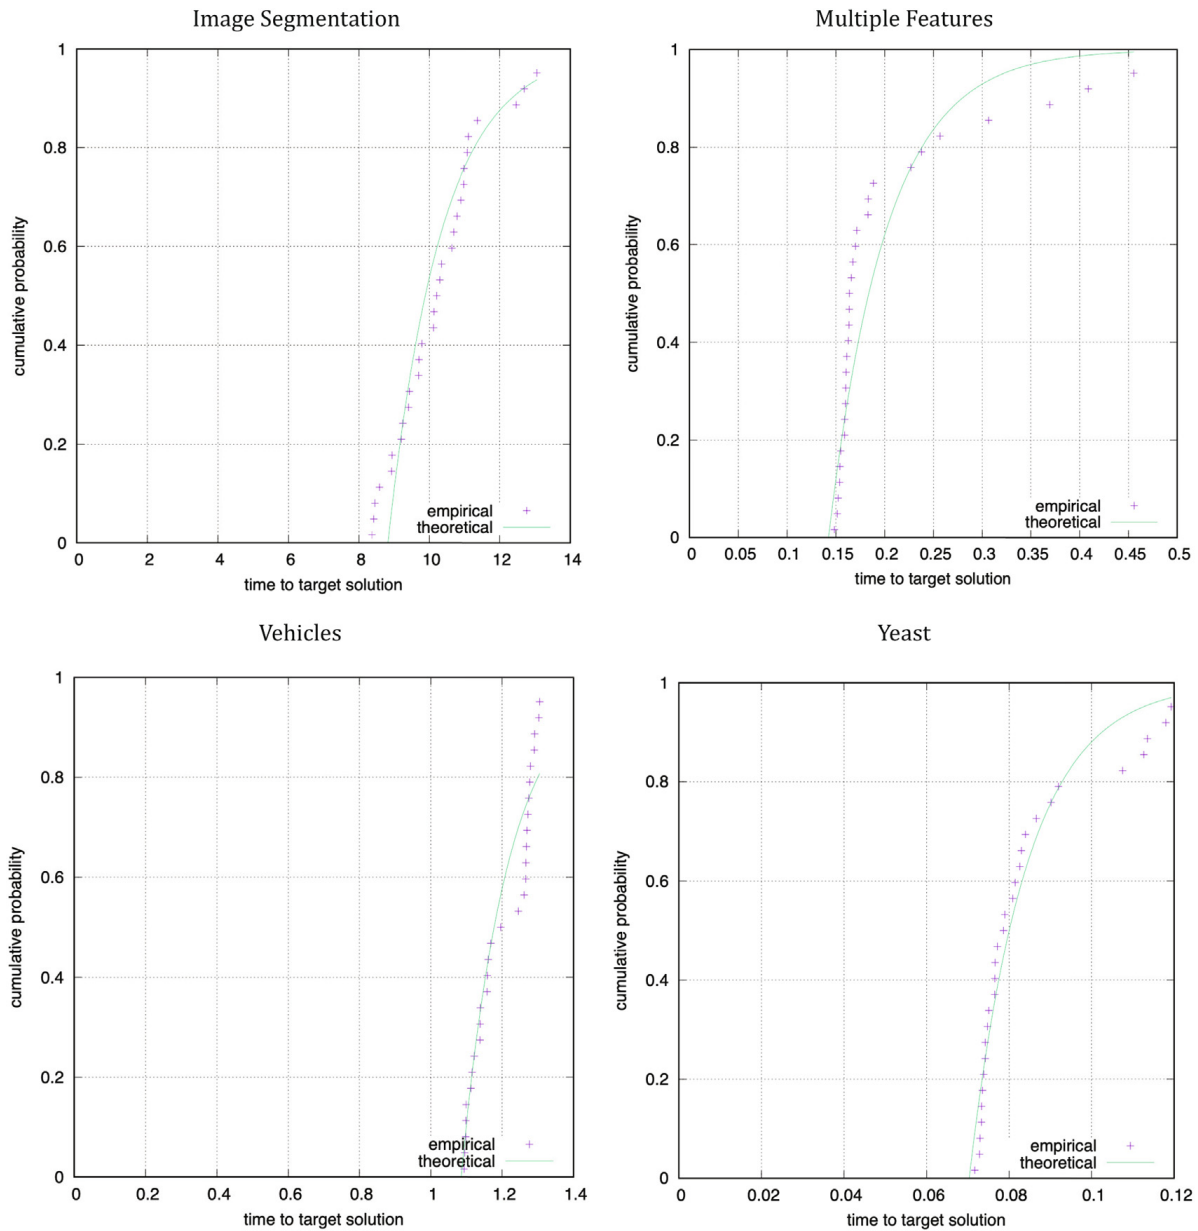 Image Segmentation
1
0.8
0.6
0.4
0.2
0
cumulative probability
empirical
theoretical
0 2 4 6 8 10 12 14
time to target solution
Multiple Features
1
0.8
0.6
0.4
0.2
0
cumulative probability
empirical
theoretical
0 0.05 0.1 0.15 0.2 0.25 0.3 0.35 0.4 0.45 0.5
time to target solution
Vehicles
1
0.8
0.6
0.4
0.2
0
cumulative probability
empirical
theoretical
0 0.2 0.4 0.6 0.8 1 1.2 1.4
time to target solution
Yeast
1
0.8
0.6
0.4
0.2
0
cumulative probability
empirical
theoretical
0 0.02 0.04 0.06 0.08 0.1 0.12
time to target solution